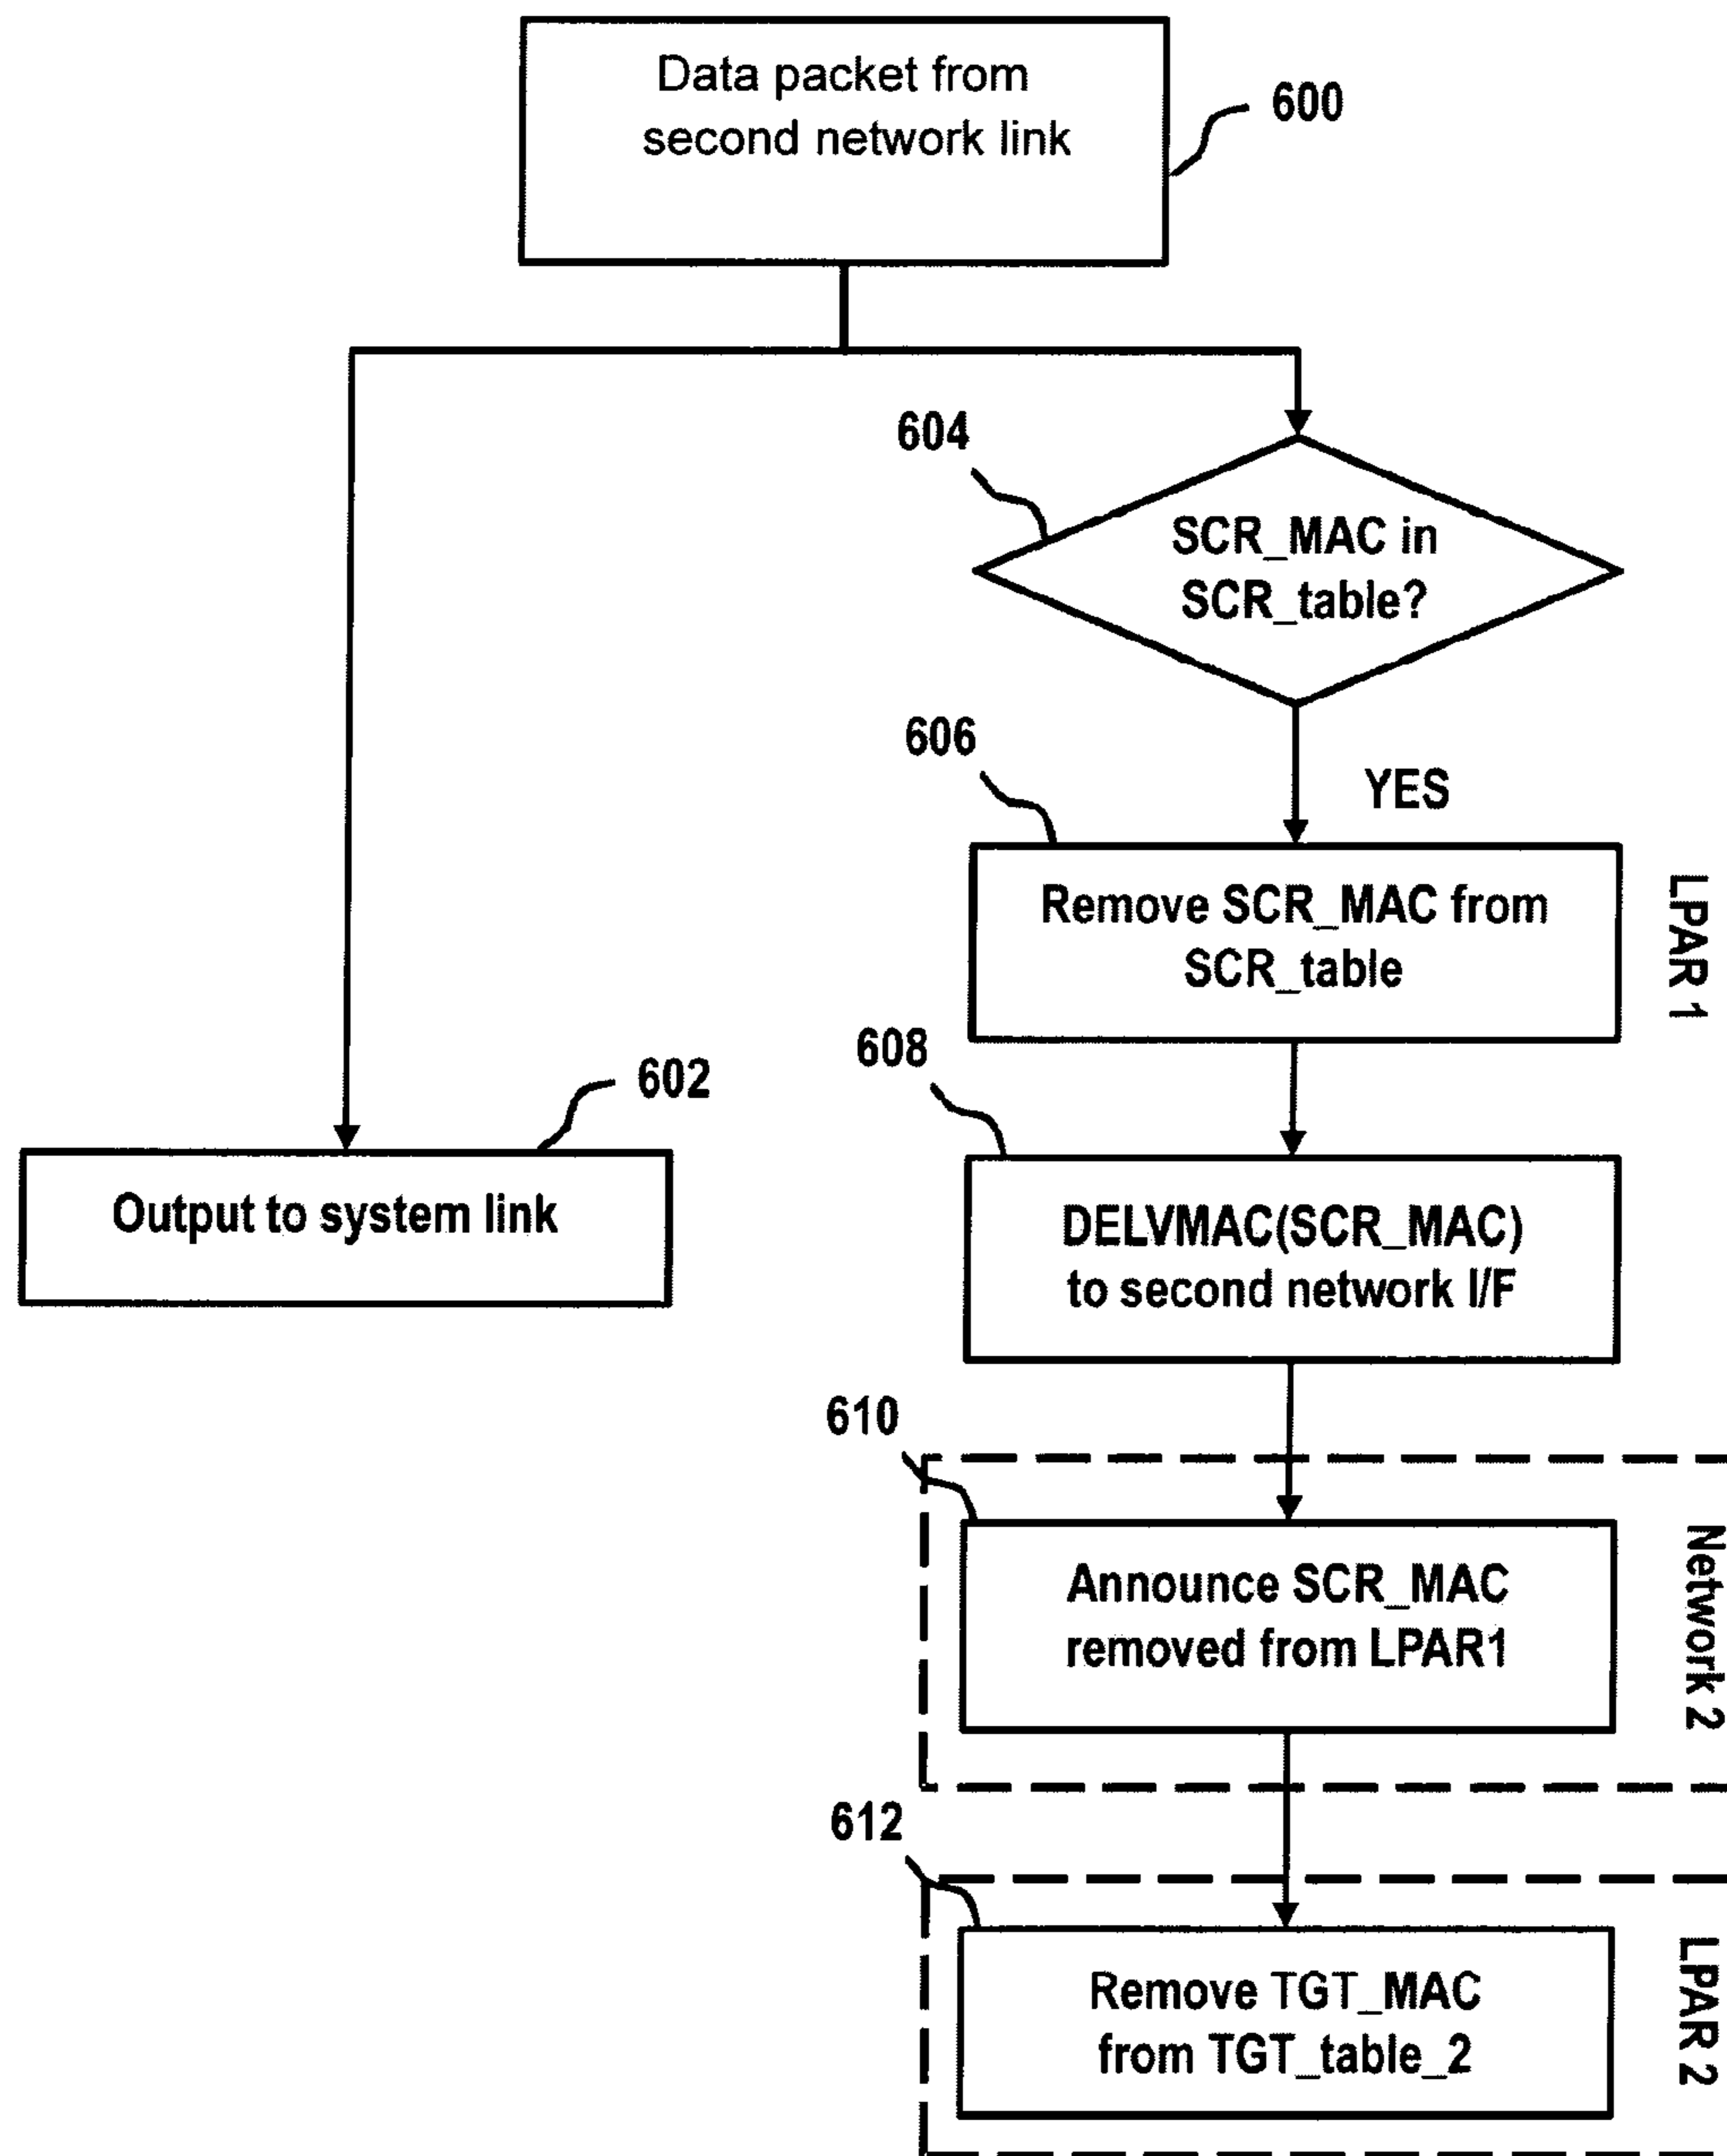 Data packet from
second network link
600
604
SCR_MAC in
SCR_table?
606
YES
Remove SCR_MAC from
SCR_table
LPAR 1
608
602
Output to system link
DELVMAC(SCR_MAC)
to second network I/F
610
Announce SCR_MAC
removed from LPAR1
Network 2
612
Remove TGT_MAC
from TGT_table_2
LPAR 2